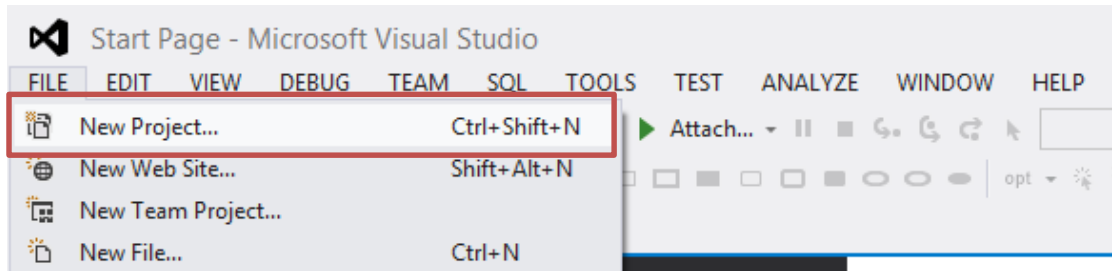 Start Page - Microsoft Visual Studio
FILE EDIT VIEW DEBUG TEAM SQL TOOLS TEST ANALYZE WINDOW HELP
New Project... Ctrl+Shift+N Attach...
New Web Site... Shift+Alt+N opt
New Team Project...
New File... Ctrl+N